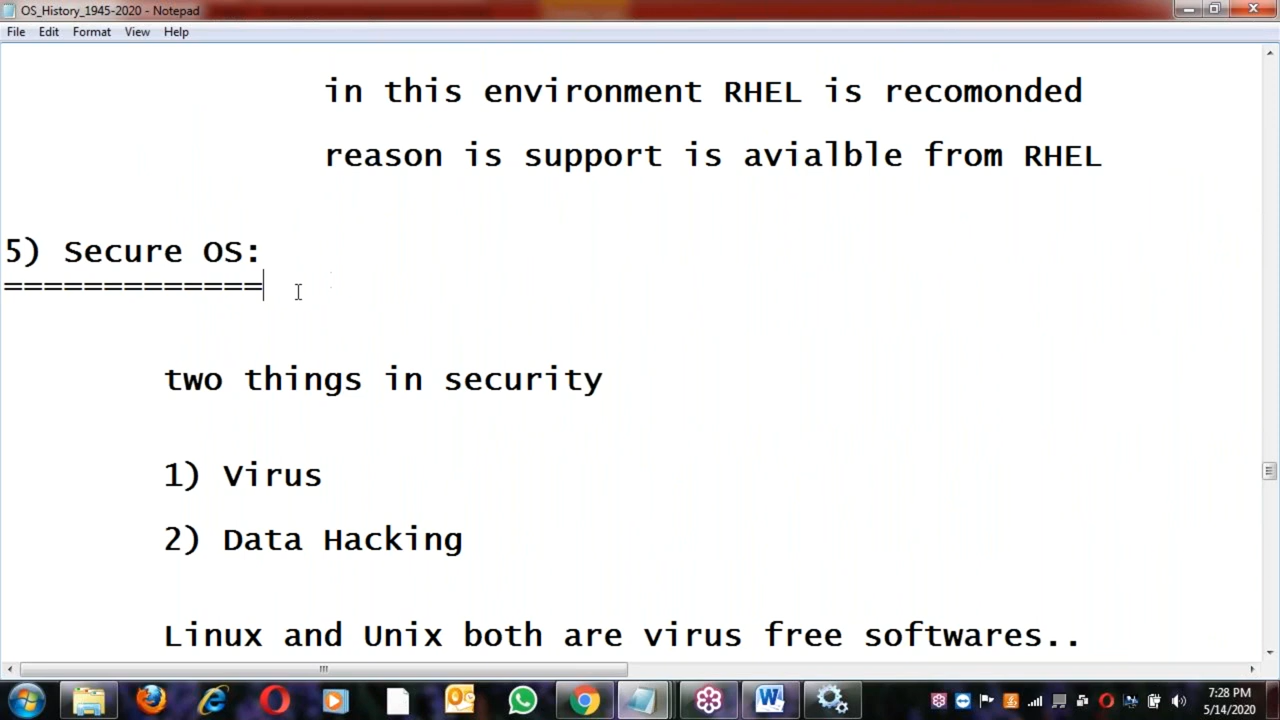 OS_History_1945-2020 - Notepad
File Edit Format View Help
in this environment RHEL is recomonded
reason is support is avialble from RHEL
5) Secure OS:
=============
two things in security
1) Virus
2) Data Hacking
Linux and Unix both are virus free softwares..
7:28 PM
5/14/2020